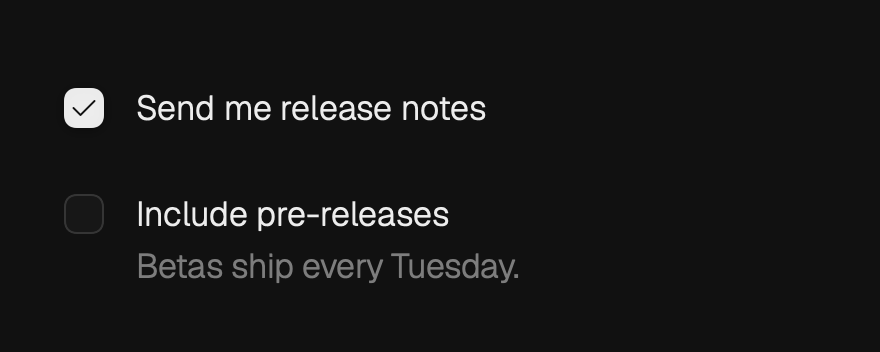 Send me release notes
Include pre-releases
Betas ship every Tuesday.